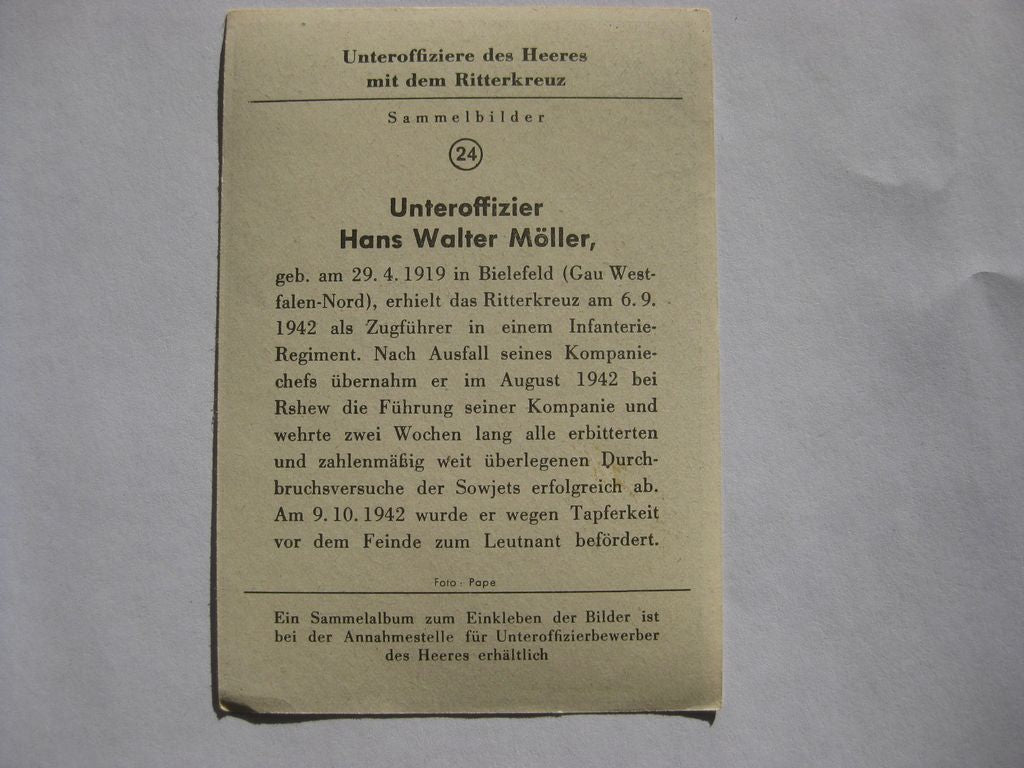 Unteroffiziere des Heeres
mit dem Ritterkreuz
Sammelbilder
24
Unteroffizier
Hans Walter Möller,
geb. am 29. 4. 1919 in Bielefeld (Gau West-
falen-Nord), erhielt das Ritterkreuz am 6. 9.
1942 als Zugführer in einem Infanterie-
Regiment. Nach Ausfall seines Kompanie-
chefs übernahm er im August 1942 bei
Rshew die Führung seiner Kompanie und
wehrte zwei Wochen lang alle erbitterten
und zahlenmäßig weit überlegenen Durch-
bruchsversuche der Sowjets erfolgreich ab.
Am 9. 10. 1942 wurde er wegen Tapferkeit
vor dem Feinde zum Leutnant befördert.
Foto: Pape
Ein Sammelalbum zum Einkleben der Bilder ist
bei der Annahmestelle für Unteroffizierbewerber
des Heeres erhältlich